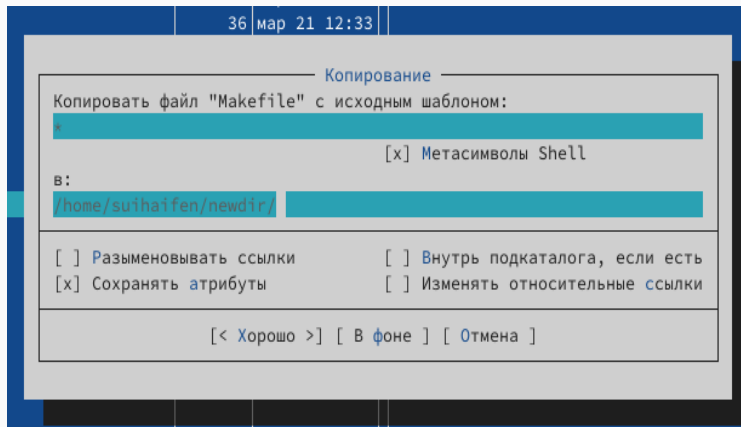 36 мар 21 12:33
Копирование
Копировать файл "Makefile" с исходным шаблоном:
*
[x] Метасимволы Shell
в:
/home/suihaifen/newdir/
[ ] Разыменовывать ссылки [ ] Внутрь подкаталога, если есть
[x] Сохранять атрибуты [ ] Изменять относительные ссылки
[< Хорошо >] [ В фоне ] [ Отмена ]